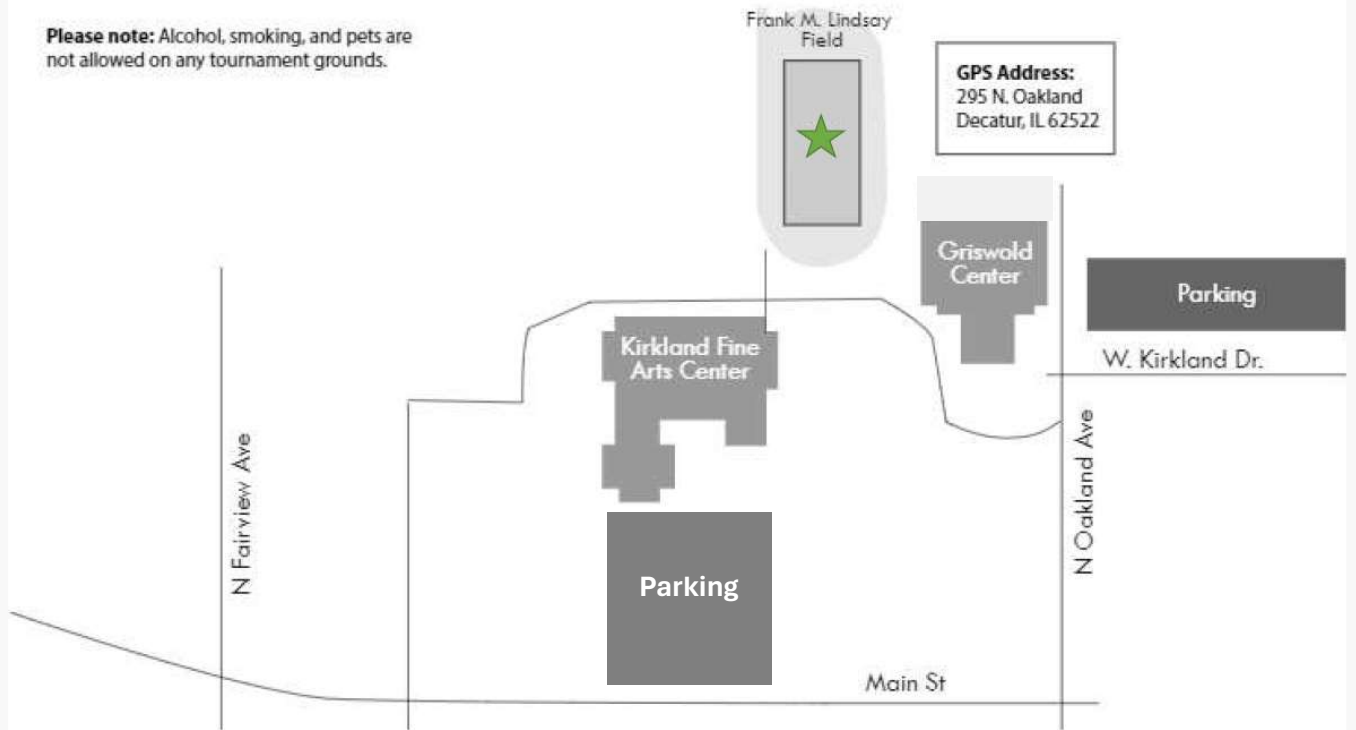 Please note: Alcohol, smoking, and pets are
not allowed on any tournament grounds.
Frank M. Lindsay
Field
GPS Address:
295 N. Oakland
Decatur, IL 62522
Griswold
Center
Parking
Kirkland Fine
Arts Center
W. Kirkland Dr.
N Fairview Ave
N Oakland Ave
Parking
Main St